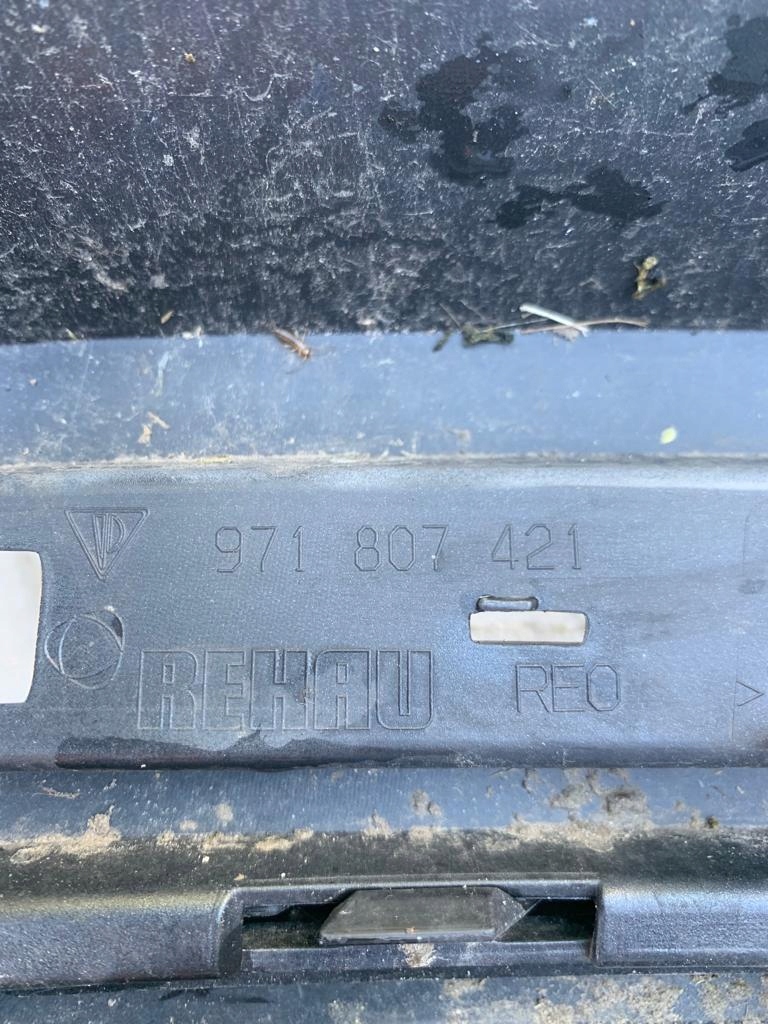 971 807 421
REHAU
REO
>